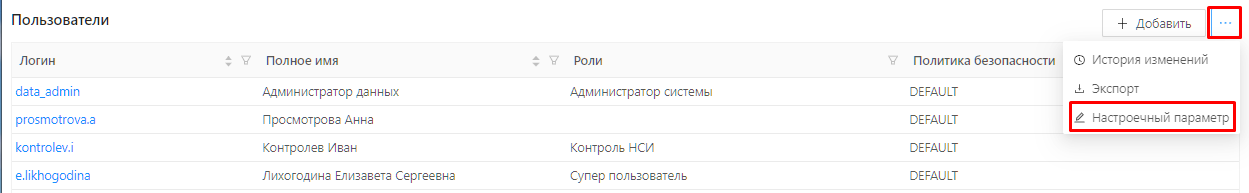 Пользователи
Добавить
...
Логин Полное имя Роли Политика безопасности
История изменений
Экспорт
Настроечный параметр
data_admin Администратор данных Администратор системы DEFAULT
prosmotrova.a Просмотрова Анна DEFAULT
kontrolev.i Контролев Иван Контроль НСИ DEFAULT
e.likhogodina Лихогодина Елизавета Сергеевна Супер пользователь DEFAULT